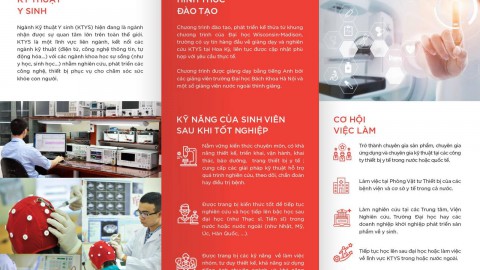 KỸ THUẬT
Y SINH
Ngành Kỹ thuật Y sinh (KTYS) hiện đang là ngành
nhận được sự quan tâm lớn trên toàn thế giới.
KTYS là một lĩnh vực liên ngành, kết nối các
ngành kỹ thuật (điện tử, công nghệ thông tin, tự
động hóa...) với các ngành khoa học sự sống (như
y học, sinh học...) nhằm nghiên cứu, phát triển các
công nghệ, thiết bị phục vụ cho chăm sóc sức
khỏe con người.
HÌNH THỨC
ĐÀO TẠO
Chương trình đào tạo, phát triển kế thừa từ khung
chương trình của Đại học Wisconsin-Madison,
trường có uy tín hàng đầu về giảng dạy và nghiên
cứu KTYS tại Hoa Kỳ, liên tục được cập nhật phù
hợp với yêu cầu thực tế.
Chương trình được giảng dạy bằng tiếng Anh bởi
các giảng viên trường Đại học Bách khoa Hà Nội và
một số giảng viên nước ngoài thỉnh giảng.
KỸ NĂNG CỦA SINH VIÊN
SAU KHI TỐT NGHIỆP
Nắm vững kiến thức chuyên môn, có khả
năng thiết kế, triển khai, vận hành, khai
thác, bảo dưỡng, trang thiết bị y tế ;
cung cấp các giải pháp kỹ thuật hỗ trợ
quá trình nghiên cứu, theo dõi, chẩn đoán
hay điều trị bệnh.
Được trang bị kiến thức tốt để tiếp tục
nghiên cứu và học tiếp lên bậc học sau
đại học (như Thạc sĩ, Tiến sĩ) trong
nước hoặc nước ngoài (như Nhật, Mỹ,
Úc, Hàn Quốc, ...).
Được trang bị các kỹ năng về làm việc
nhóm, tư duy thiết kế, khả năng sử dụng
CƠ HỘI
VIỆC LÀM
Trở thành chuyên gia sản phẩm, chuyên gia
ứng dụng và chuyên gia kỹ thuật tại các công
ty thiết bị y tế trong nước hoặc quốc tế.
Làm việc tại Phòng Vật tư Thiết bị của các
bệnh viện và cơ sở y tế trong cả nước.
Làm nghiên cứu tại các Trung tâm, Viện
Nghiên cứu, Trường Đại học hay các
doanh nghiệp khởi nghiệp phát triển sản
phẩm về y sinh.
Tiếp tục học lên sau đại học hoặc làm việc
về lĩnh vực KTYS trong nước hoặc quốc tế.